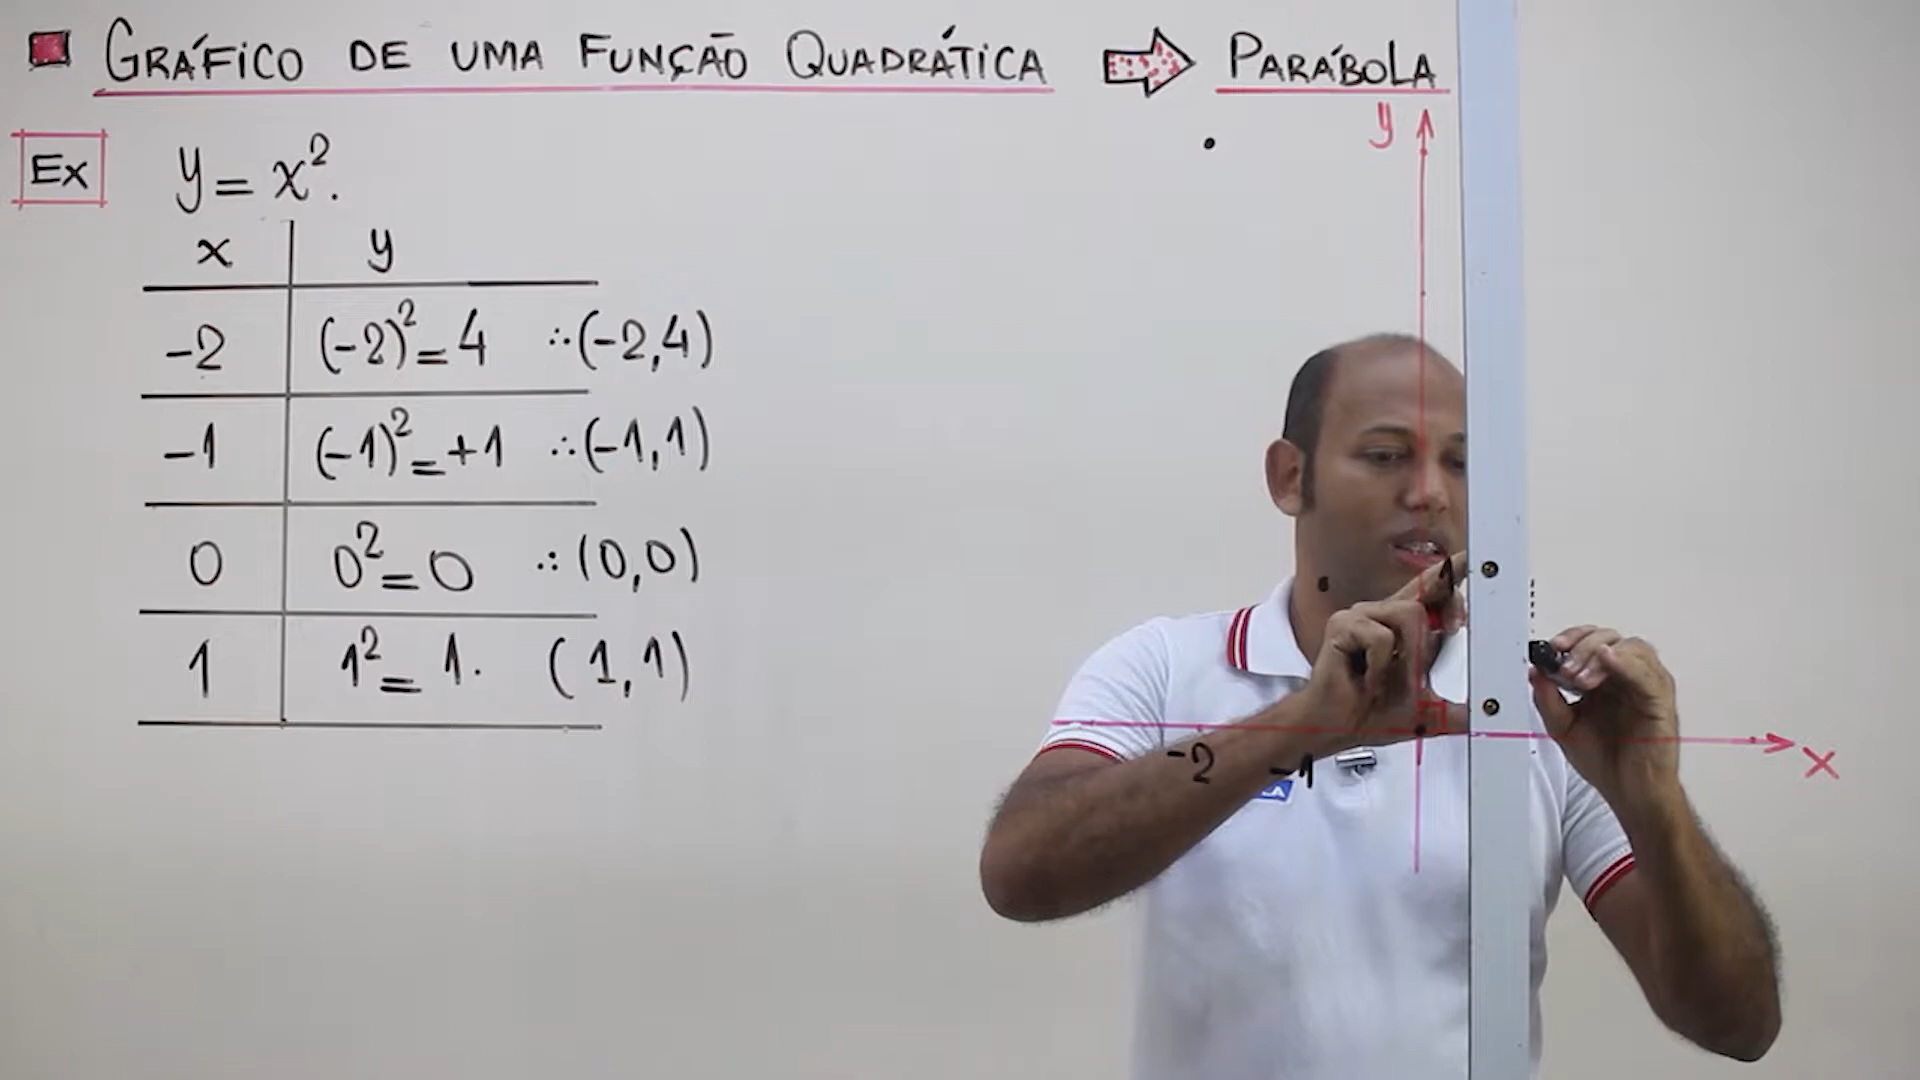 GRÁFICO DE UMA FUNÇÃO QUADRÁTICA ⇨ PARÁBOLA
Ex y = x².
x y
-2 (-2)² = 4 ∴ (-2,4)
-1 (-1)² = +1 ∴ (-1,1)
0 0² = 0 ∴ (0,0)
1 1² = 1. (1,1)
y
1
-2 -1
x